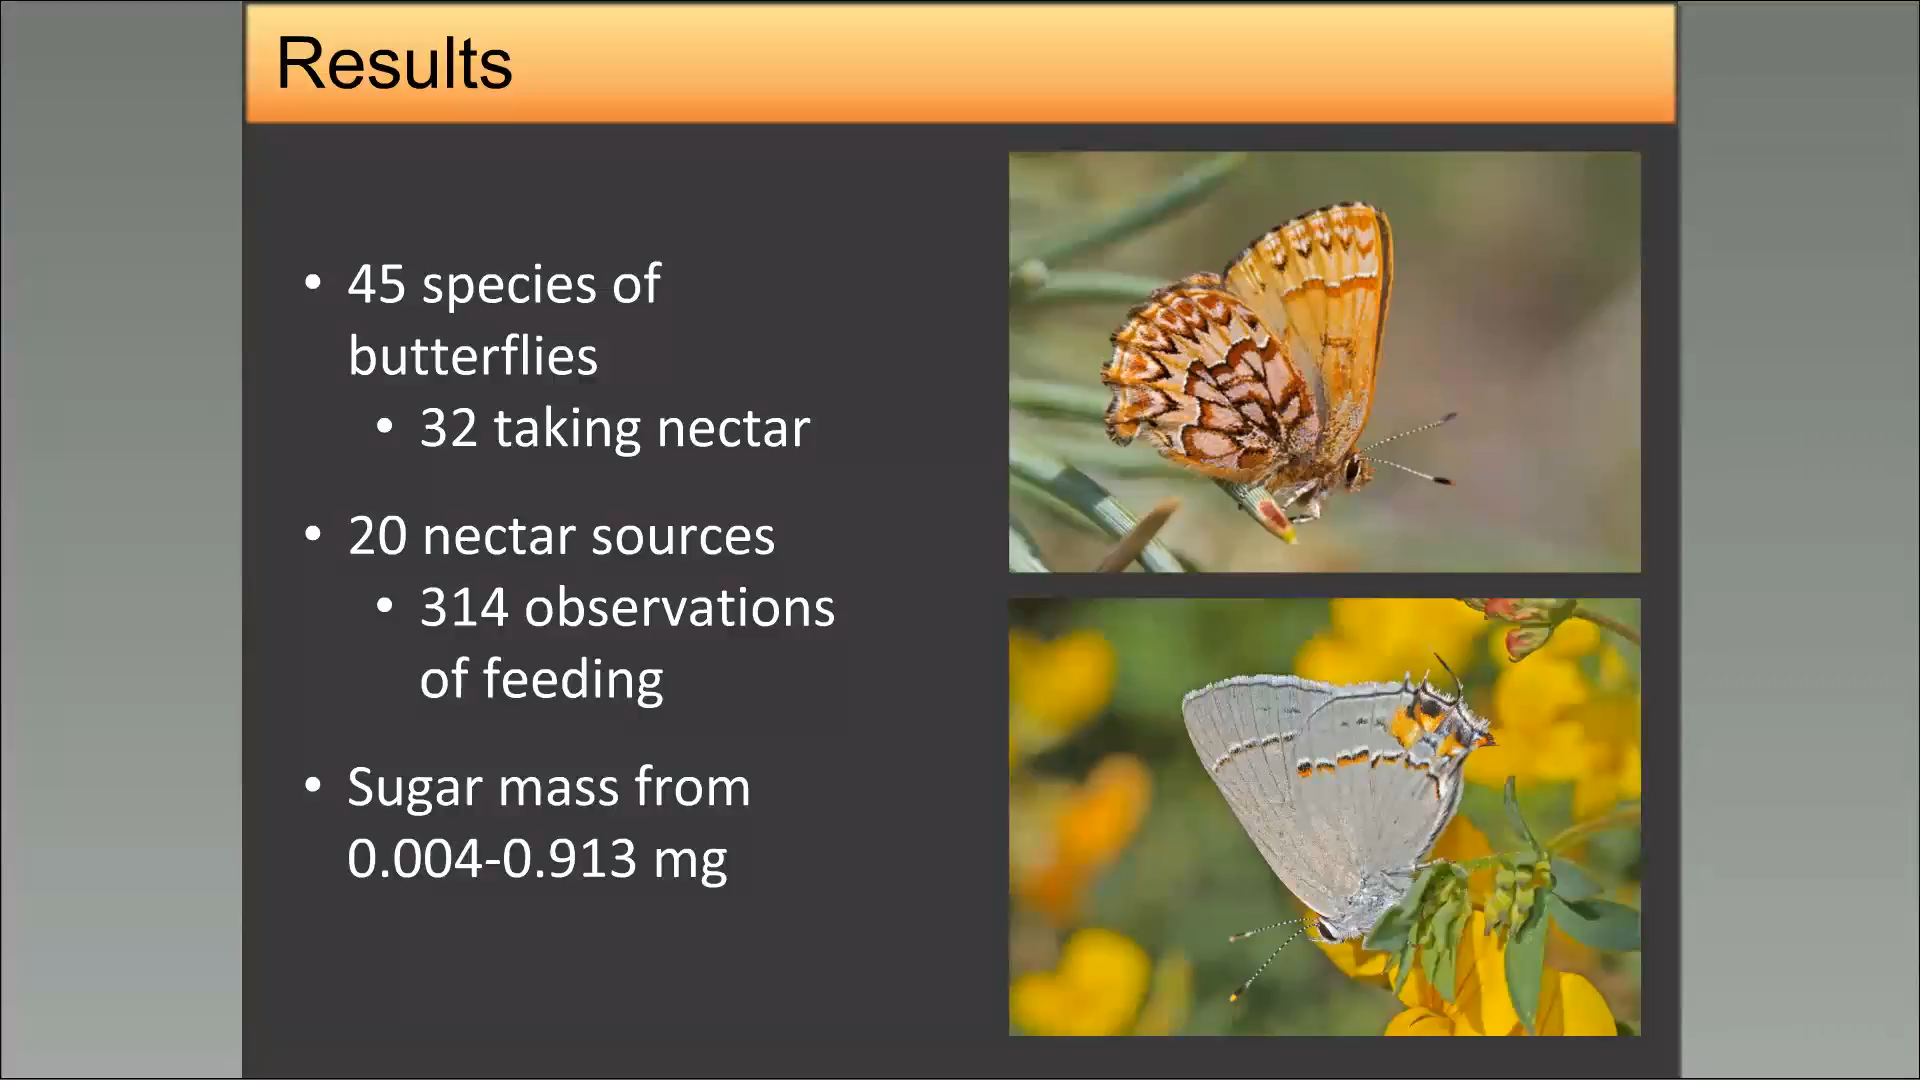 Results
• 45 species of
butterflies
• 32 taking nectar
• 20 nectar sources
• 314 observations
of feeding
• Sugar mass from
0.004-0.913 mg